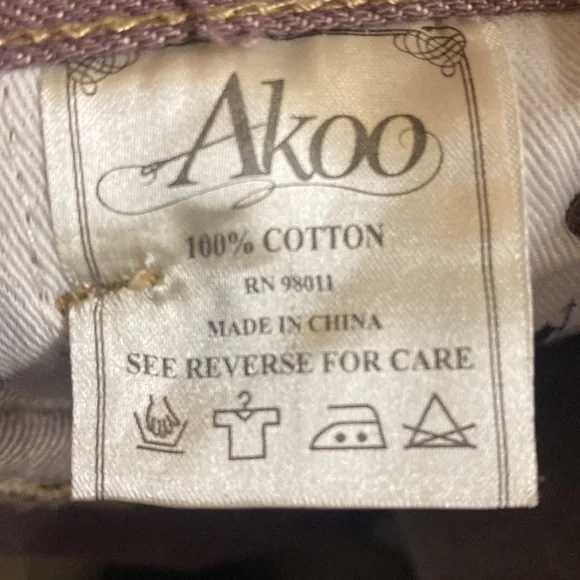 Akoo
100% COTTON
RN 98011
MADE IN CHINA
SEE REVERSE FOR CARE